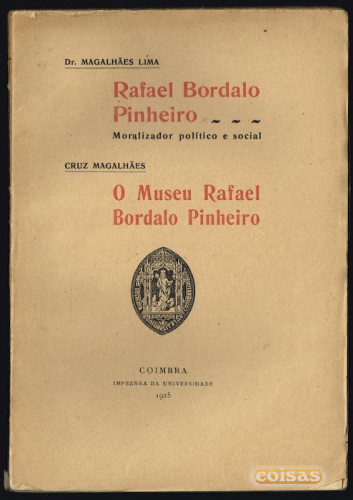 Dr. MAGALHÃES LIMA
Rafael Bordalo
Pinheiro ~ ~ ~
Moralizador político e social
CRUZ MAGALHÃES
O Museu Rafael
Bordalo Pinheiro
COIMBRA
IMPRENSA DA UNIVERSIDADE
1925
coisas